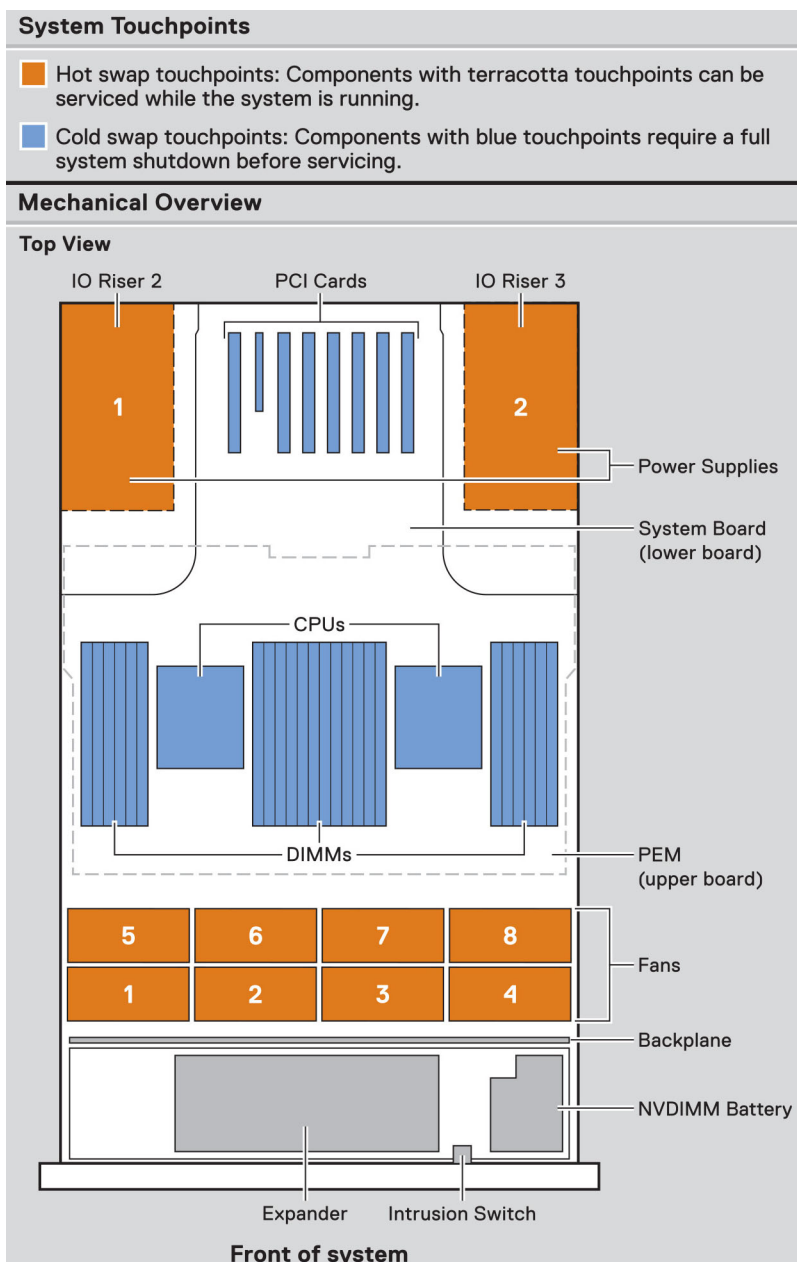 System Touchpoints
Hot swap touchpoints: Components with terracotta touchpoints can be
serviced while the system is running.
Cold swap touchpoints: Components with blue touchpoints require a full
system shutdown before servicing.
Mechanical Overview
Top View
IO Riser 2
PCI Cards
IO Riser 3
1
2
Power Supplies
System Board
(lower board)
CPUs
DIMMs
PEM
(upper board)
5
6
7
8
Fans
1
2
3
4
Backplane
NVDIMM Battery
Expander
Intrusion Switch
Front of system